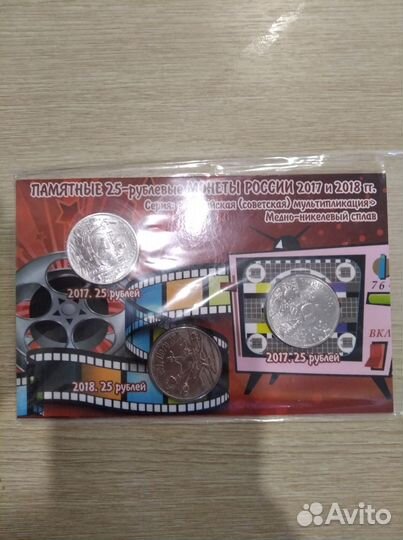 ПАМЯТНЫЕ 25-рублевые МОНЕТЫ РОССИИ 2017 и 2018 гг.
Серия: (советская) мультипликация»
Медно-никелевый сплав
2017. 25 рублей
76
ВКЛ
2017. 25 рублей
2018. 25 рублей
Avito